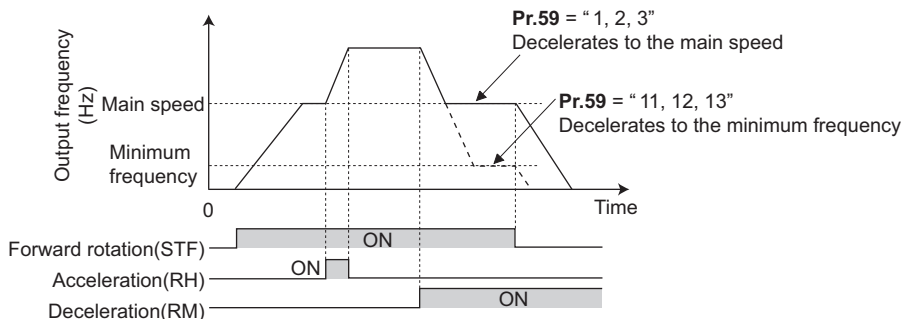 Pr.59 = “ 1, 2, 3”
Decelerates to the main speed
Output frequency
(Hz)
Main speed
Pr.59 = “11, 12, 13”
Decelerates to the minimum frequency
Minimum
frequency
0
Time
Forward rotation(STF)
ON
Acceleration(RH)
ON
Deceleration(RM)
ON